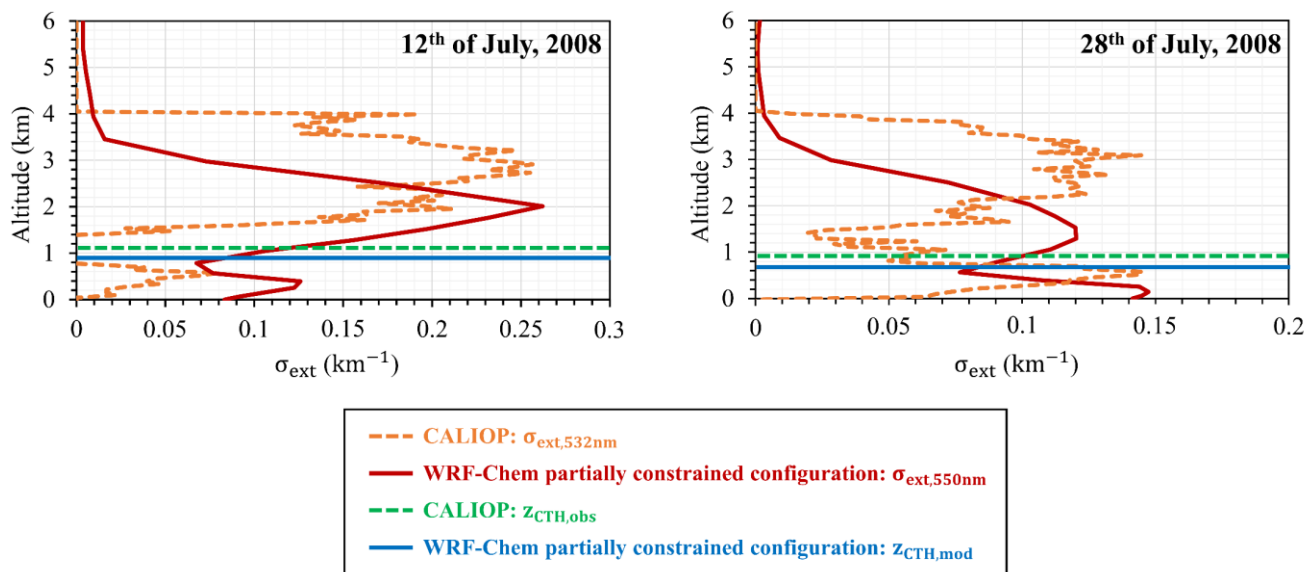 12th of July, 2008
6
5
4
3
2
1
0
Altitude (km)
0 0.05 0.1 0.15 0.2 0.25 0.3
σext (km−1)
28th of July, 2008
6
5
4
3
2
1
0
Altitude (km)
0 0.05 0.1 0.15 0.2
σext (km−1)
CALIOP: σext,532nm
WRF-Chem partially constrained configuration: σext,550nm
CALIOP: zCTH,obs
WRF-Chem partially constrained configuration: zCTH,mod